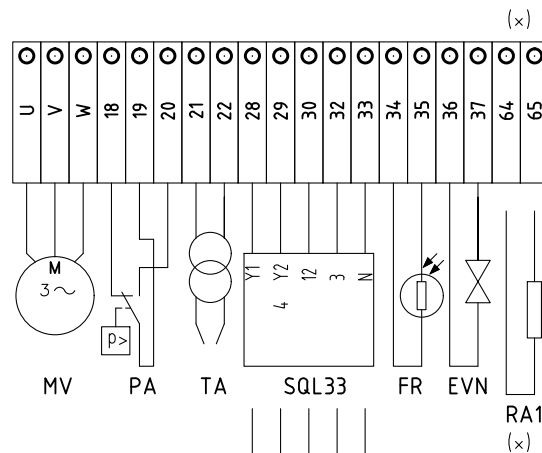 (×)
U V W 18 19 20 21 22 28 29 30 32 33 34 35 36 37 64 65
Y1 Y2 12 3 N
4
M
3~
p>
MV PA TA SQL33 FR EVN RA1
(×)